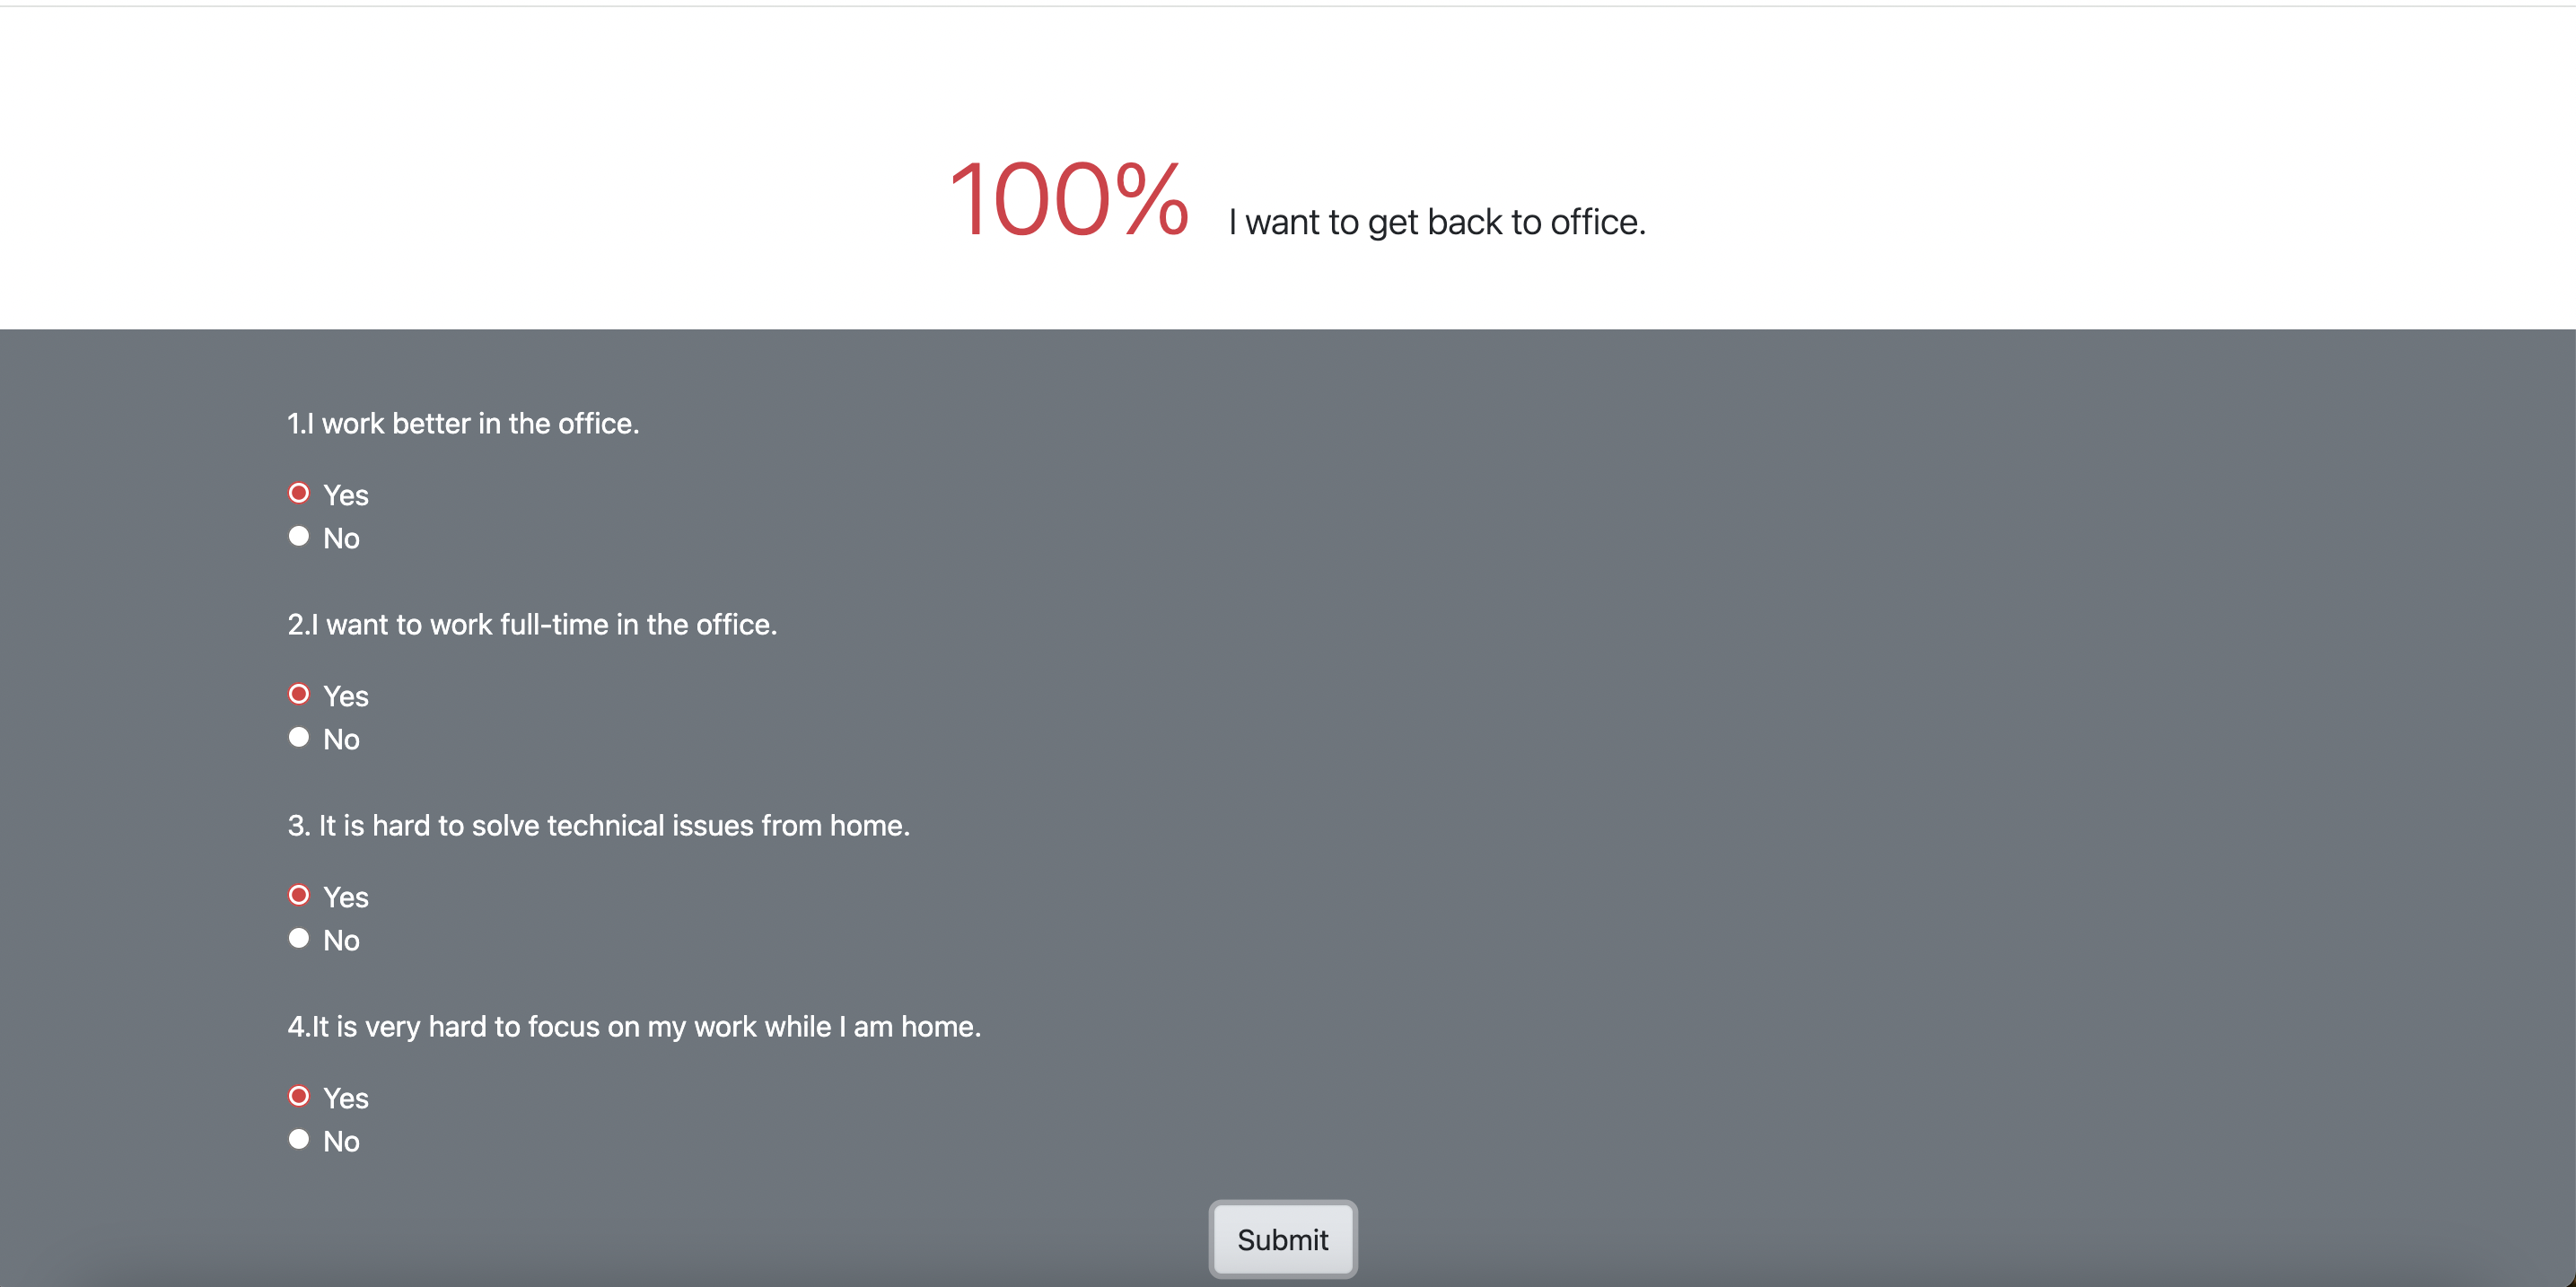 100% I want to get back to office.
1.I work better in the office.
Yes
No
2.I want to work full-time in the office.
Yes
No
3. It is hard to solve technical issues from home.
Yes
No
4.It is very hard to focus on my work while I am home.
Yes
No
Submit